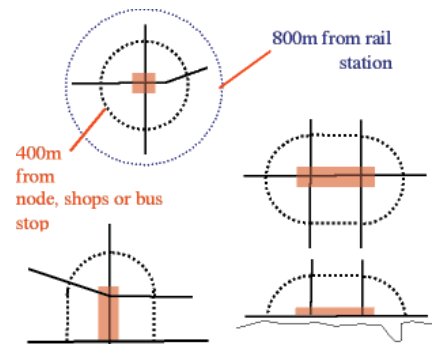 800m from rail
station
400m
from
node, shops or bus
stop